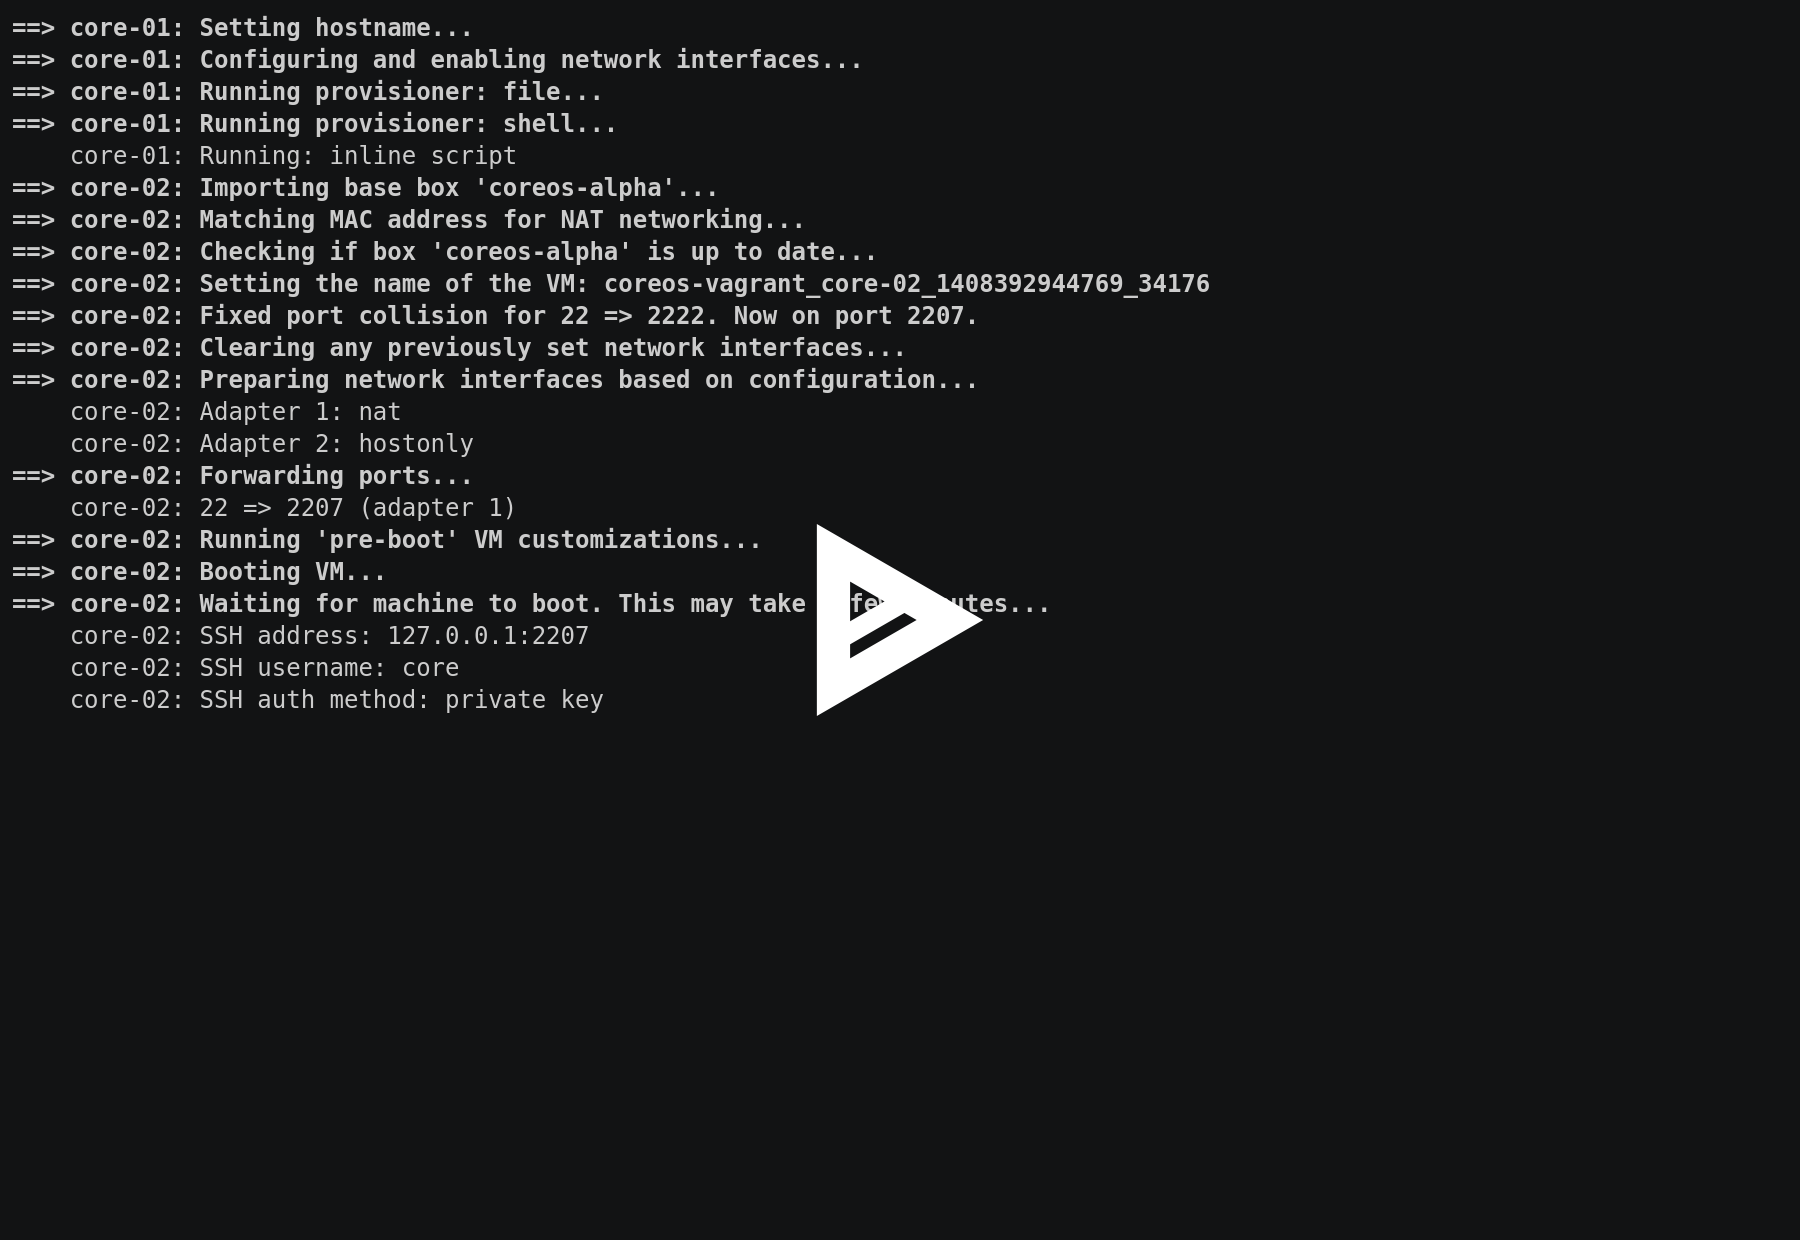 ==> core-01: Setting hostname...
==> core-01: Configuring and enabling network interfaces...
==> core-01: Running provisioner: file...
==> core-01: Running provisioner: shell...
    core-01: Running: inline script
==> core-02: Importing base box 'coreos-alpha'...
==> core-02: Matching MAC address for NAT networking...
==> core-02: Checking if box 'coreos-alpha' is up to date...
==> core-02: Setting the name of the VM: coreos-vagrant_core-02_1408392944769_34176
==> core-02: Fixed port collision for 22 => 2222. Now on port 2207.
==> core-02: Clearing any previously set network interfaces...
==> core-02: Preparing network interfaces based on configuration...
    core-02: Adapter 1: nat
    core-02: Adapter 2: hostonly
==> core-02: Forwarding ports...
    core-02: 22 => 2207 (adapter 1)
==> core-02: Running 'pre-boot' VM customizations...
==> core-02: Booting VM...
==> core-02: Waiting for machine to boot. This may take
    core-02: SSH address: 127.0.0.1:2207
    core-02: SSH username: core
    core-02: SSH auth method: private key